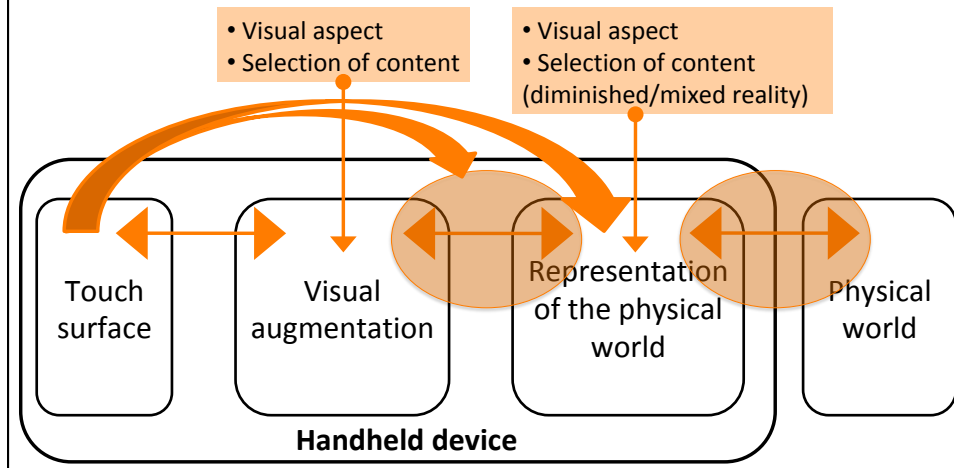 • Visual aspect
• Selection of content
• Visual aspect
• Selection of content
(diminished/mixed reality)
Touch
surface
Visual
augmentation
Representation
of the physical
world
Physical
world
Handheld device